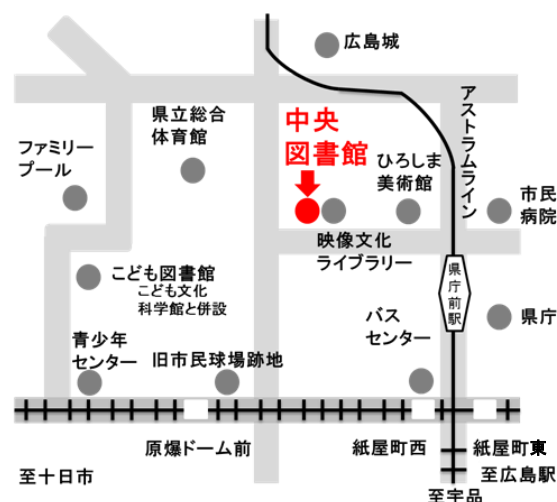 広島城
県立総合
体育館
中央
図書館
アストラムライン
ファミリー
プール
ひろしま
美術館
市民
病院
映像文化
ライブラリー
こども図書館
こども文化
科学館と併設
県庁前駅
県庁
バス
センター
青少年
センター
旧市民球場跡地
原爆ドーム前
紙屋町西
紙屋町東
至十日市
至広島駅
至宇品